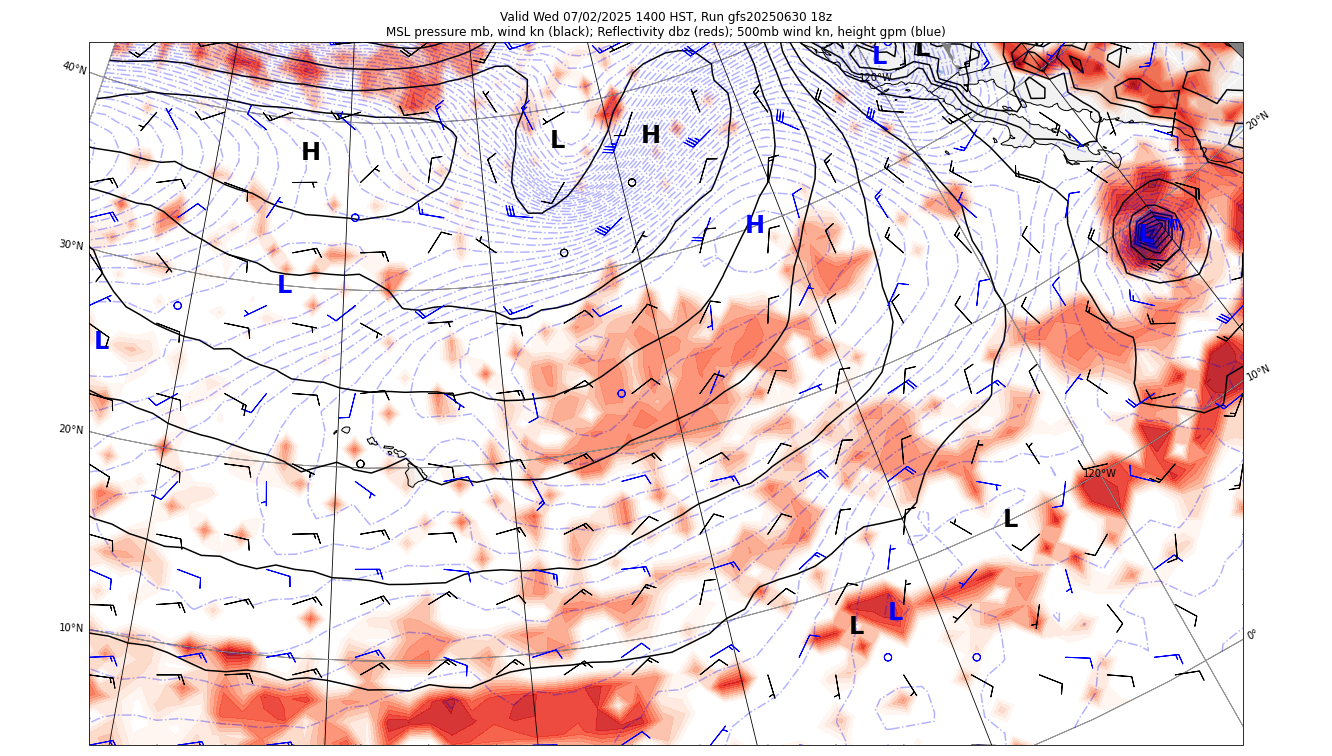 Valid Wed 07/02/2025 1400 HST, Run gfs20250630 18z
MSL pressure mb, wind kn (black); Reflectivity dbz (reds); 500mb wind kn, height gpm (blue)
L
L
40°N
120°W
20°N
H
L
H
H
L
30°N
L
L
10°N
20°N
120°W
L
10°N
L
L
0°